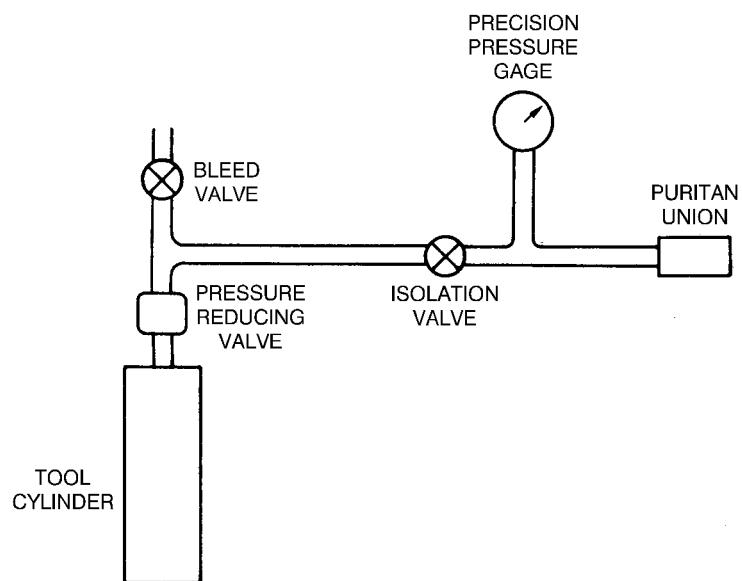 PRECISION
PRESSURE
GAGE
BLEED
VALVE
PURITAN
UNION
PRESSURE
REDUCING
VALVE
ISOLATION
VALVE
TOOL
CYLINDER